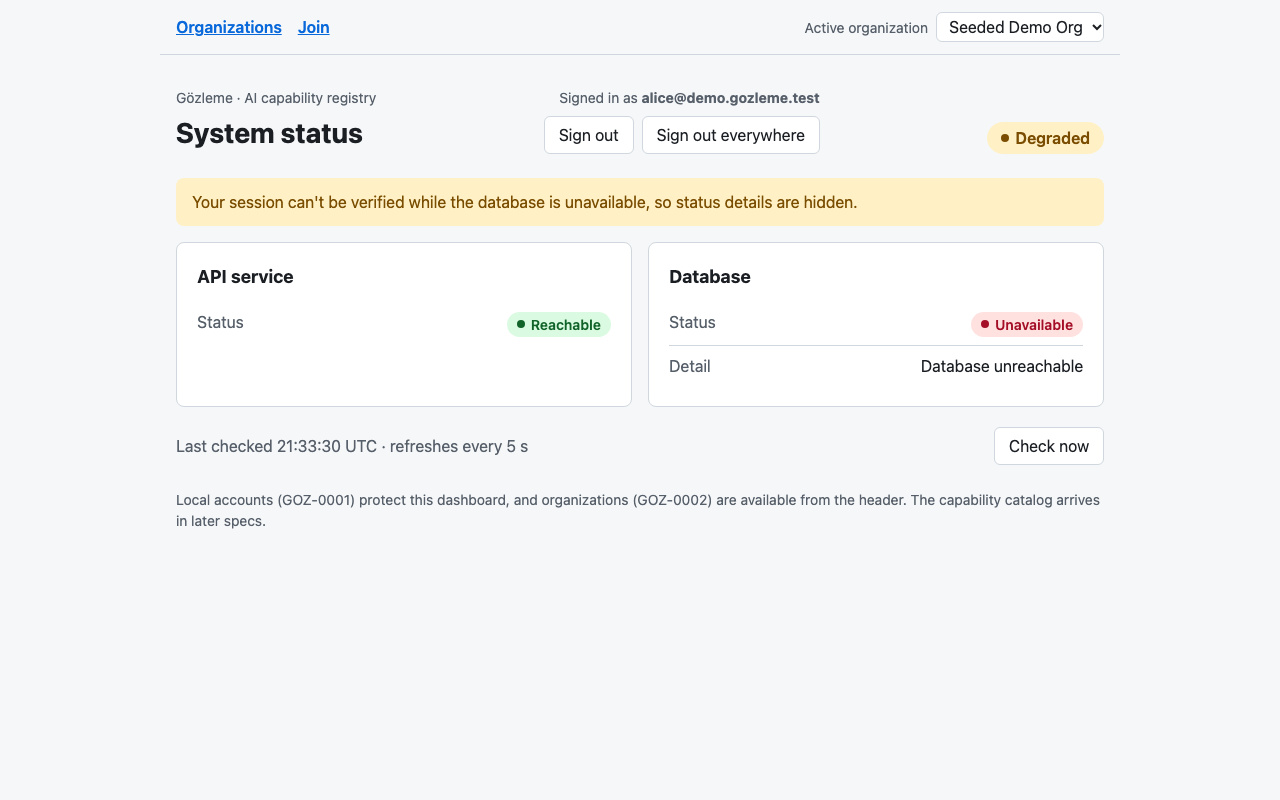 Organizations Join Active organization Seeded Demo Org
Gözleme · AI capability registry
System status
Signed in as alice@demo.gozleme.test
Sign out Sign out everywhere
Degraded
Your session can't be verified while the database is unavailable, so status details are hidden.
API service
Status Reachable
Database
Status Unavailable
Detail Database unreachable
Last checked 21:33:30 UTC · refreshes every 5 s
Check now
Local accounts (GOZ-0001) protect this dashboard, and organizations (GOZ-0002) are available from the header. The capability catalog arrives
in later specs.